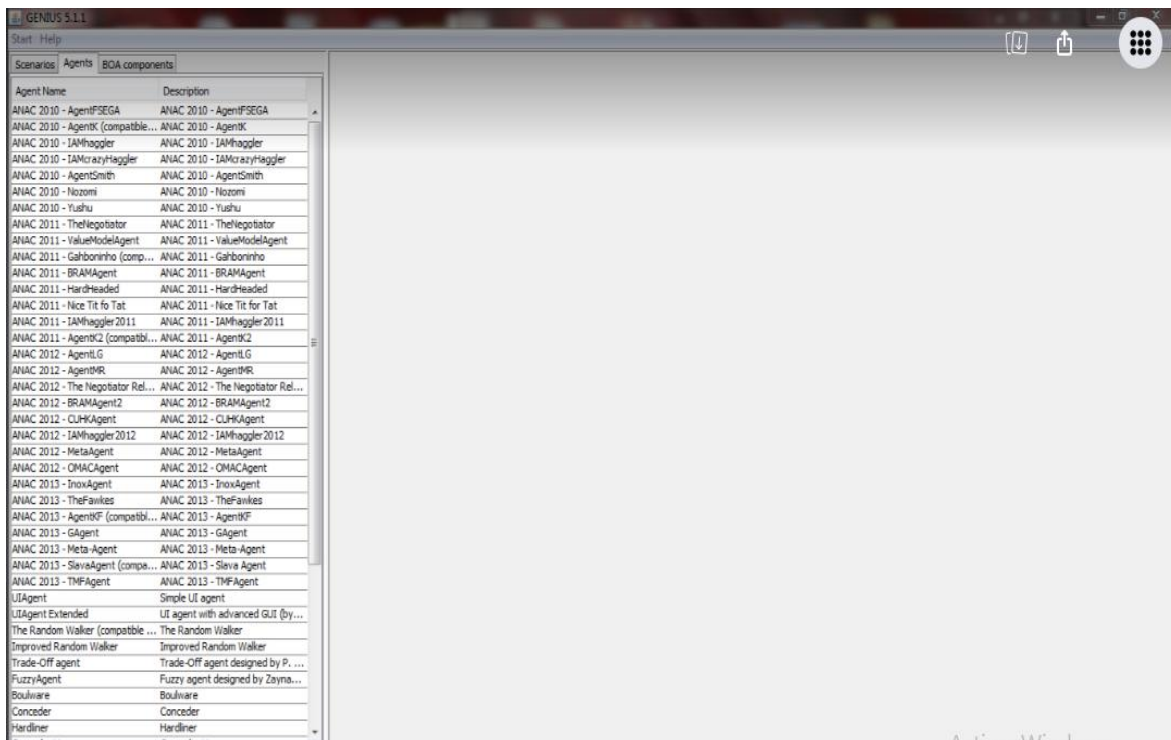 GENIUS 5.1.1
Start Help
Scenarios Agents BOA components
Agent Name Description
ANAC 2010 - AgentFSEGA ANAC 2010 - AgentFSEGA
ANAC 2010 - AgentK (compatible... ANAC 2010 - AgentK
ANAC 2010 - IAMhaggler ANAC 2010 - IAMhaggler
ANAC 2010 - IAMcrazyHaggler ANAC 2010 - IAMcrazyHaggler
ANAC 2010 - AgentSmith ANAC 2010 - AgentSmith
ANAC 2010 - Nozomi ANAC 2010 - Nozomi
ANAC 2010 - Yushu ANAC 2010 - Yushu
ANAC 2011 - TheNegotiator ANAC 2011 - TheNegotiator
ANAC 2011 - ValueModelAgent ANAC 2011 - ValueModelAgent
ANAC 2011 - Gahboninho (comp... ANAC 2011 - Gahboninho
ANAC 2011 - BRAMAgent ANAC 2011 - BRAMAgent
ANAC 2011 - HardHeaded ANAC 2011 - HardHeaded
ANAC 2011 - Nice Tit fo Tat ANAC 2011 - Nice Tit for Tat
ANAC 2011 - IAMhaggler2011 ANAC 2011 - IAMhaggler2011
ANAC 2011 - AgentK2 (compatibl... ANAC 2011 - AgentK2
ANAC 2012 - AgentLG ANAC 2012 - AgentLG
ANAC 2012 - AgentMR ANAC 2012 - AgentMR
ANAC 2012 - The Negotiator Rel... ANAC 2012 - The Negotiator Rel...
ANAC 2012 - BRAMAgent2 ANAC 2012 - BRAMAgent2
ANAC 2012 - CUHKAgent ANAC 2012 - CUHKAgent
ANAC 2012 - IAMhaggler2012 ANAC 2012 - IAMhaggler2012
ANAC 2012 - MetaAgent ANAC 2012 - MetaAgent
ANAC 2012 - OMACAgent ANAC 2012 - OMACAgent
ANAC 2013 - InoxAgent ANAC 2013 - InoxAgent
ANAC 2013 - TheFawkes ANAC 2013 - TheFawkes
ANAC 2013 - AgentKF (compatibl... ANAC 2013 - AgentKF
ANAC 2013 - GAgent ANAC 2013 - GAgent
ANAC 2013 - Meta-Agent ANAC 2013 - Meta-Agent
ANAC 2013 - SlavaAgent (compa... ANAC 2013 - Slava Agent
ANAC 2013 - TMFAgent ANAC 2013 - TMFAgent
UIAgent Simple UI agent
UIAgent Extended UI agent with advanced GUI (by...
The Random Walker (compatible ... The Random Walker
Improved Random Walker Improved Random Walker
Trade-Off agent Trade-Off agent designed by P. ...
FuzzyAgent Fuzzy agent designed by Zayna...
Boulware Boulware
Conceder Conceder
Hardliner Hardliner